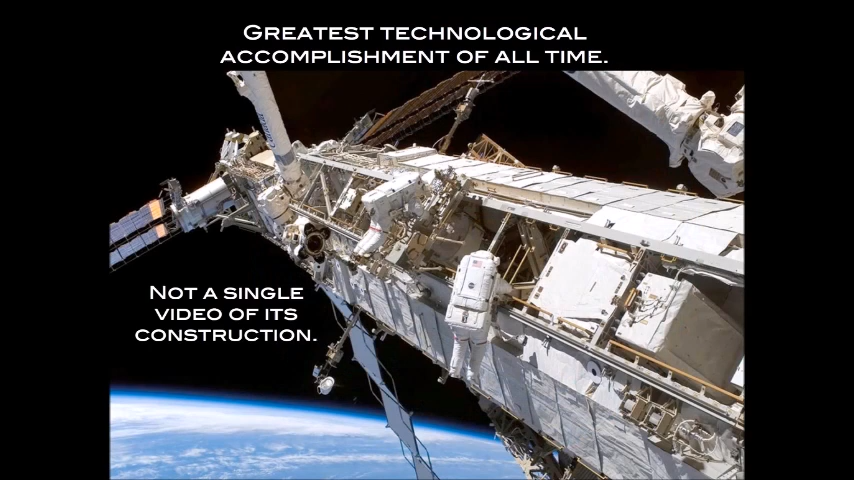 Greatest technological
accomplishment of all time.
Not a single
video of its
construction.